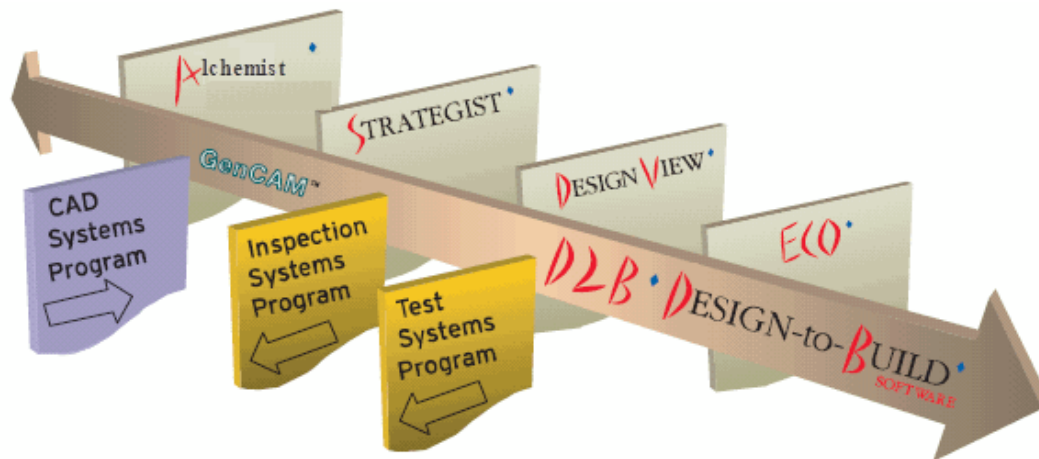 Alchemist
STRATEGIST
DESIGN VIEW
ECO
GenCAM™
D2B DESIGN-to-BUILD
SOFTWARE
CAD
Systems
Program
Inspection
Systems
Program
Test
Systems
Program